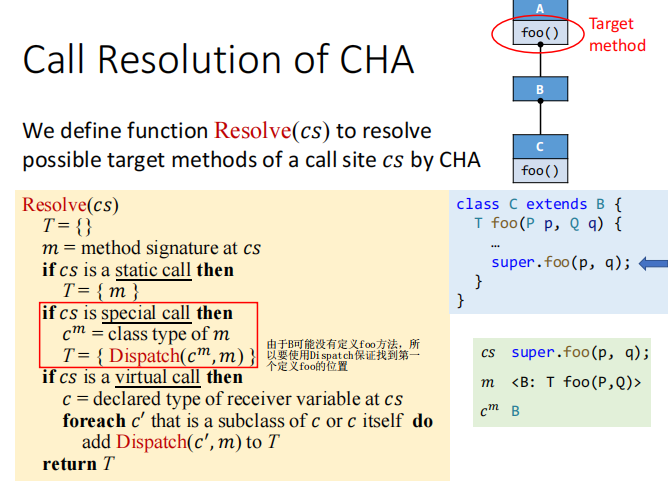 Call Resolution of CHA
A
foo()
Target
method
B
C
foo()
We define function Resolve(cs) to resolve
possible target methods of a call site cs by CHA
Resolve(cs)
T = {}
m = method signature at cs
if cs is a static call then
T = { m }
if cs is special call then
c^m = class type of m
T = { Dispatch(c^m, m) }
if cs is a virtual call then
c = declared type of receiver variable at cs
foreach c′ that is a subclass of c or c itself do
add Dispatch(c′, m) to T
return T
由于B可能没有定义foo方法，所
以要使用Dispatch保证找到第一
个定义foo的位置
class C extends B {
T foo(P p, Q q) {
…
super.foo(p, q);
}
}
cs super.foo(p, q);
m <B: T foo(P,Q)>
c^m B